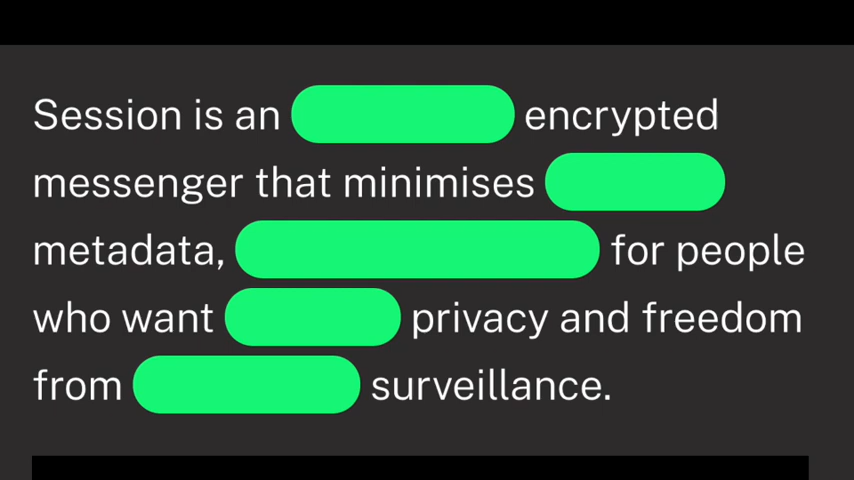 Session is an encrypted
messenger that minimises
metadata, for people
who want privacy and freedom
from surveillance.